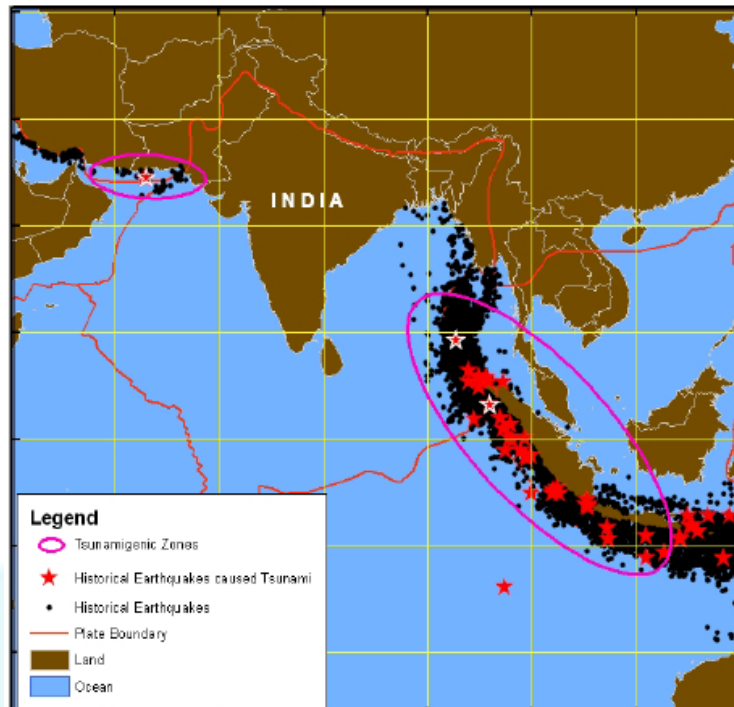 INDIA
Legend
Tsunamigenic Zones
Historical Earthquakes caused Tsunami
Historical Earthquakes
Plate Boundary
Land
Ocean